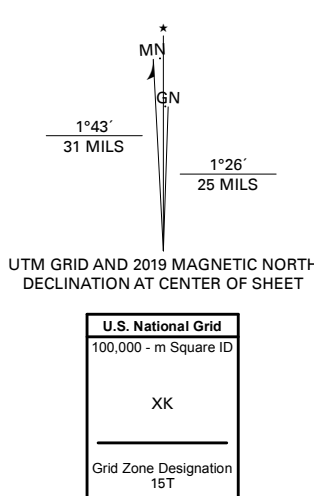 ★
MN
GN
1°43´
31 MILS
1°26´
25 MILS
UTM GRID AND 2019 MAGNETIC NORTH
DECLINATION AT CENTER OF SHEET
U.S. National Grid
100,000 - m Square ID
XK
Grid Zone Designation
15T